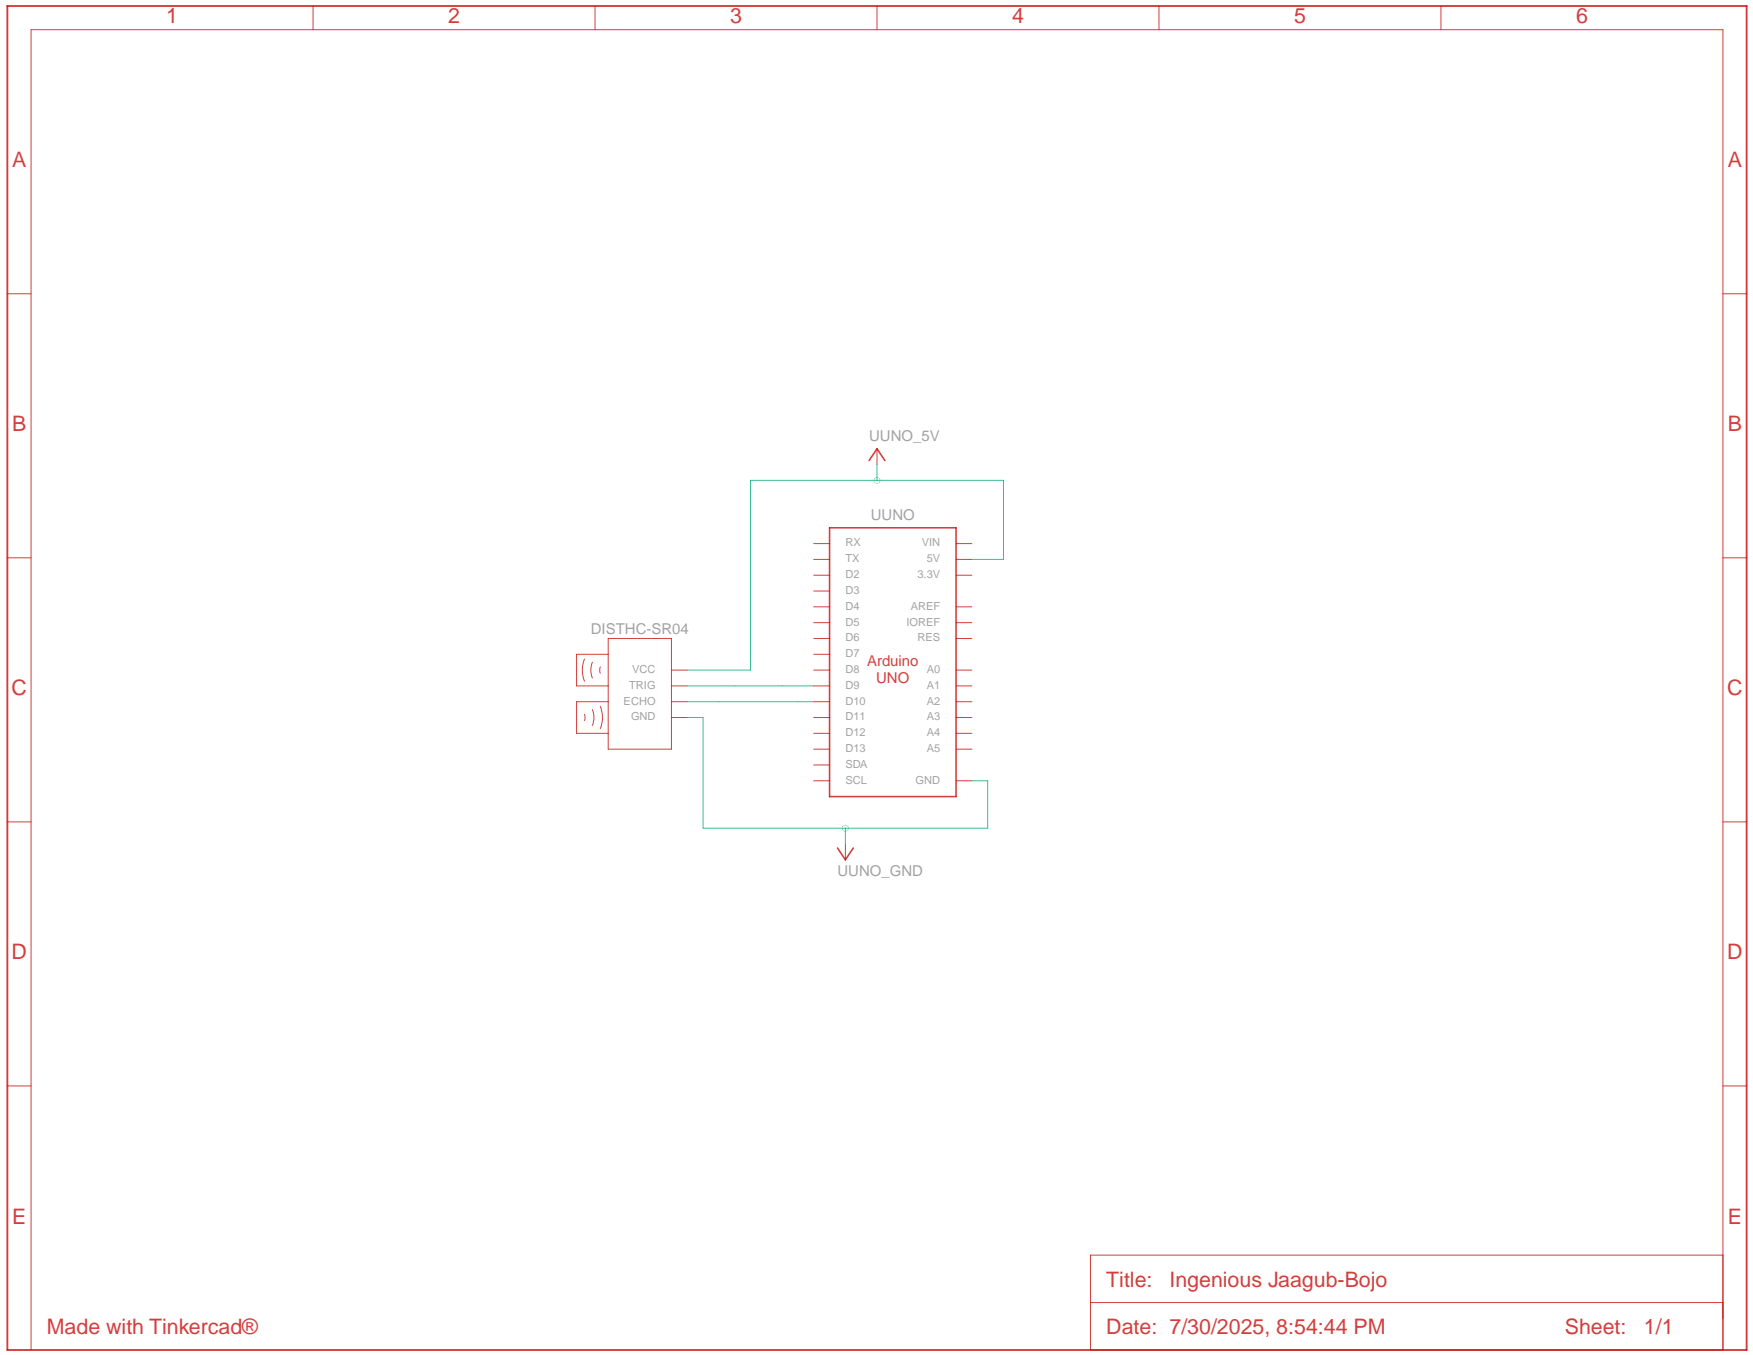 1 2 3 4 5 6
A A
B B
UUNO_5V
UUNO
RX VIN
TX 5V
D2 3.3V
D3
D4 AREF
D5 IOREF
D6 RES
D7
D8 A0
D9 A1
D10 A2
D11 A3
D12 A4
D13 A5
SDA
SCL GND
Arduino
UNO
DISTHC-SR04
VCC
TRIG
ECHO
GND
C C
UUNO_GND
D D
E E
Title: Ingenious Jaagub-Bojo
Date: 7/30/2025, 8:54:44 PM Sheet: 1/1
Made with Tinkercad®